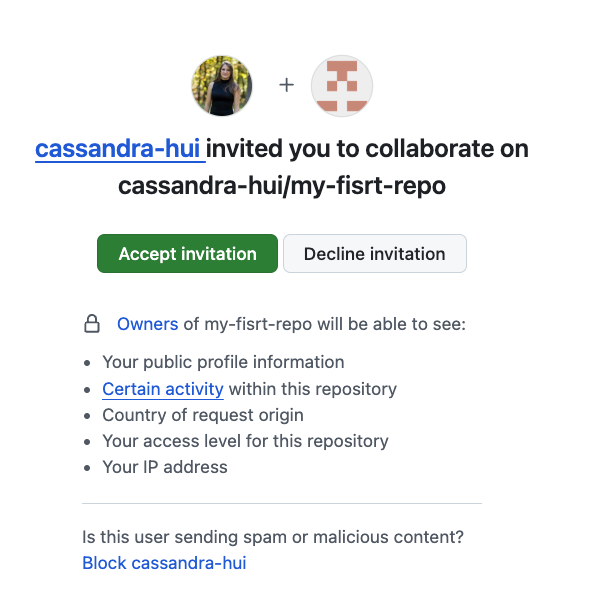 +
cassandra-hui invited you to collaborate on
cassandra-hui/my-fisrt-repo
Accept invitation
Decline invitation
Owners of my-fisrt-repo will be able to see:
• Your public profile information
• Certain activity within this repository
• Country of request origin
• Your access level for this repository
• Your IP address
Is this user sending spam or malicious content?
Block cassandra-hui